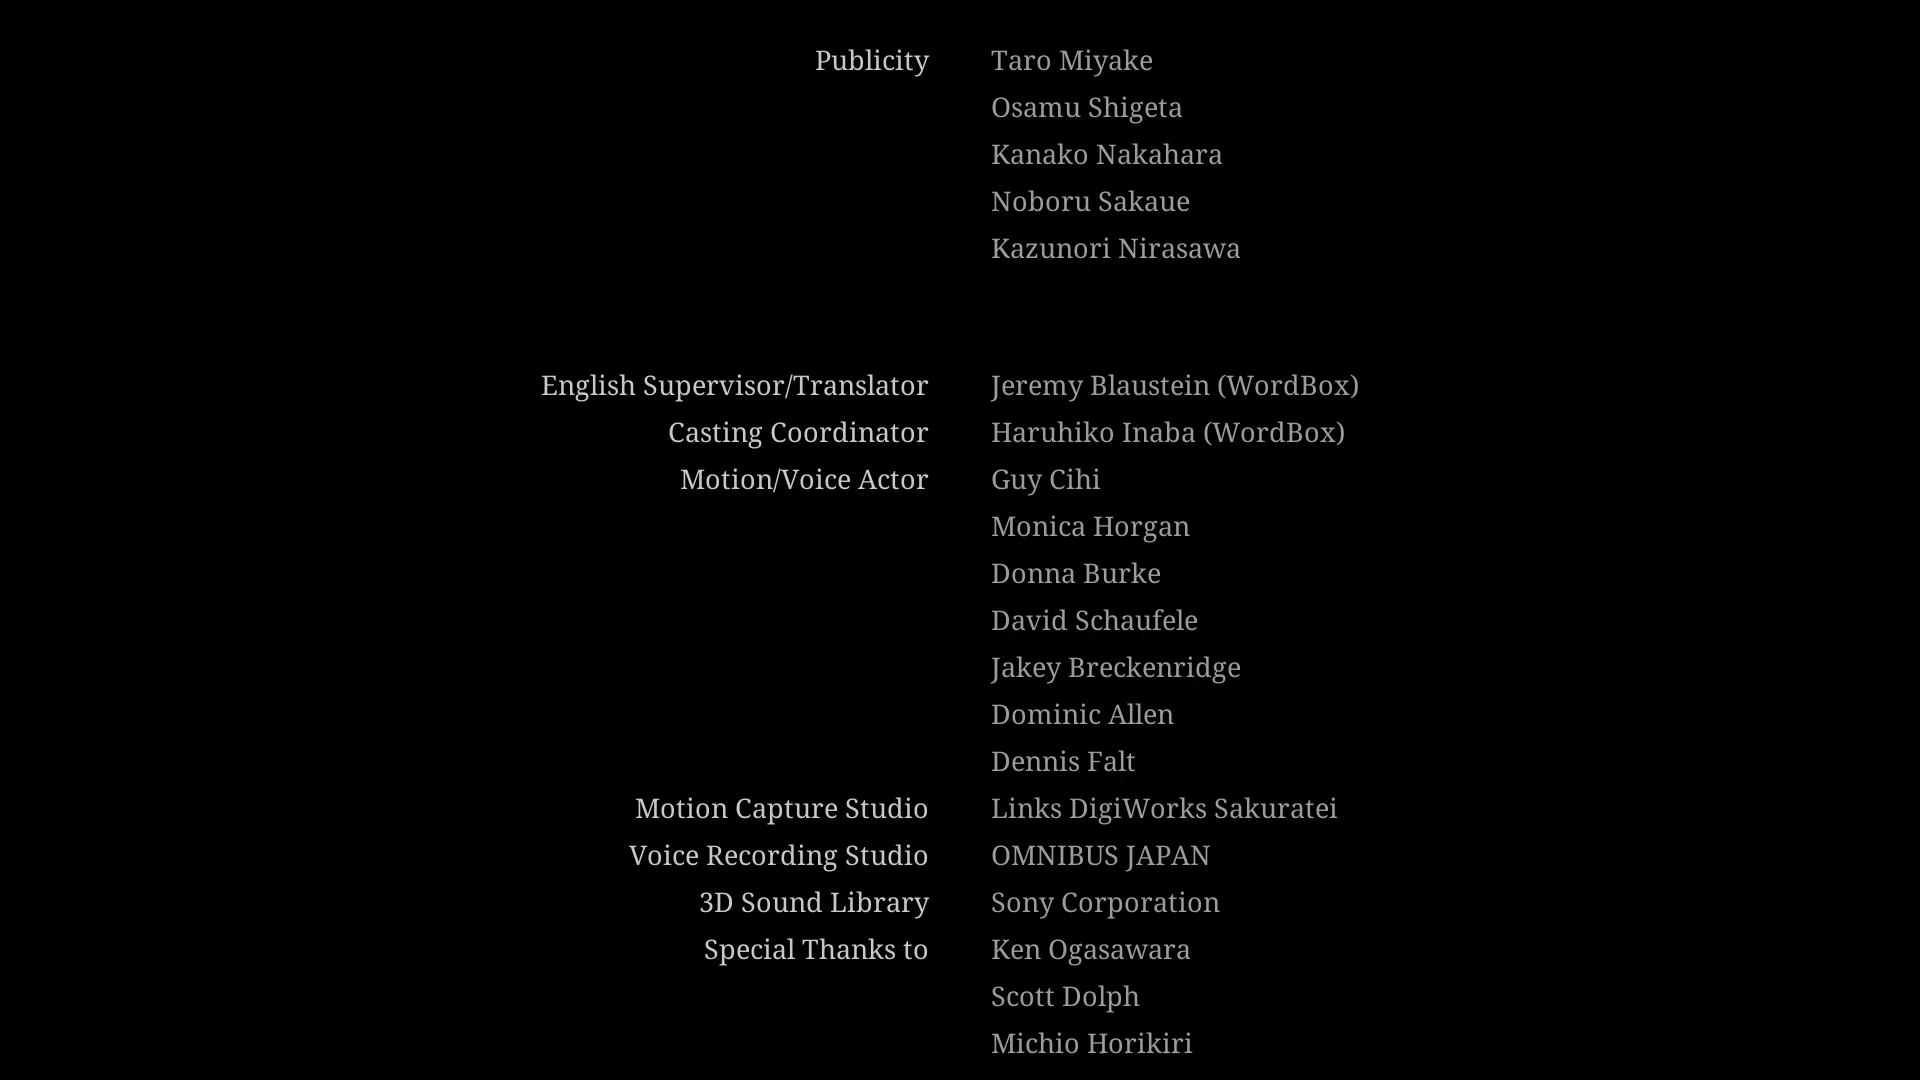 Publicity Taro Miyake
Osamu Shigeta
Kanako Nakahara
Noboru Sakaue
Kazunori Nirasawa
English Supervisor/Translator Jeremy Blaustein (WordBox)
Casting Coordinator Haruhiko Inaba (WordBox)
Motion/Voice Actor Guy Cihi
Monica Horgan
Donna Burke
David Schaufele
Jakey Breckenridge
Dominic Allen
Dennis Falt
Motion Capture Studio Links DigiWorks Sakuratei
Voice Recording Studio OMNIBUS JAPAN
3D Sound Library Sony Corporation
Special Thanks to Ken Ogasawara
Scott Dolph
Michio Horikiri